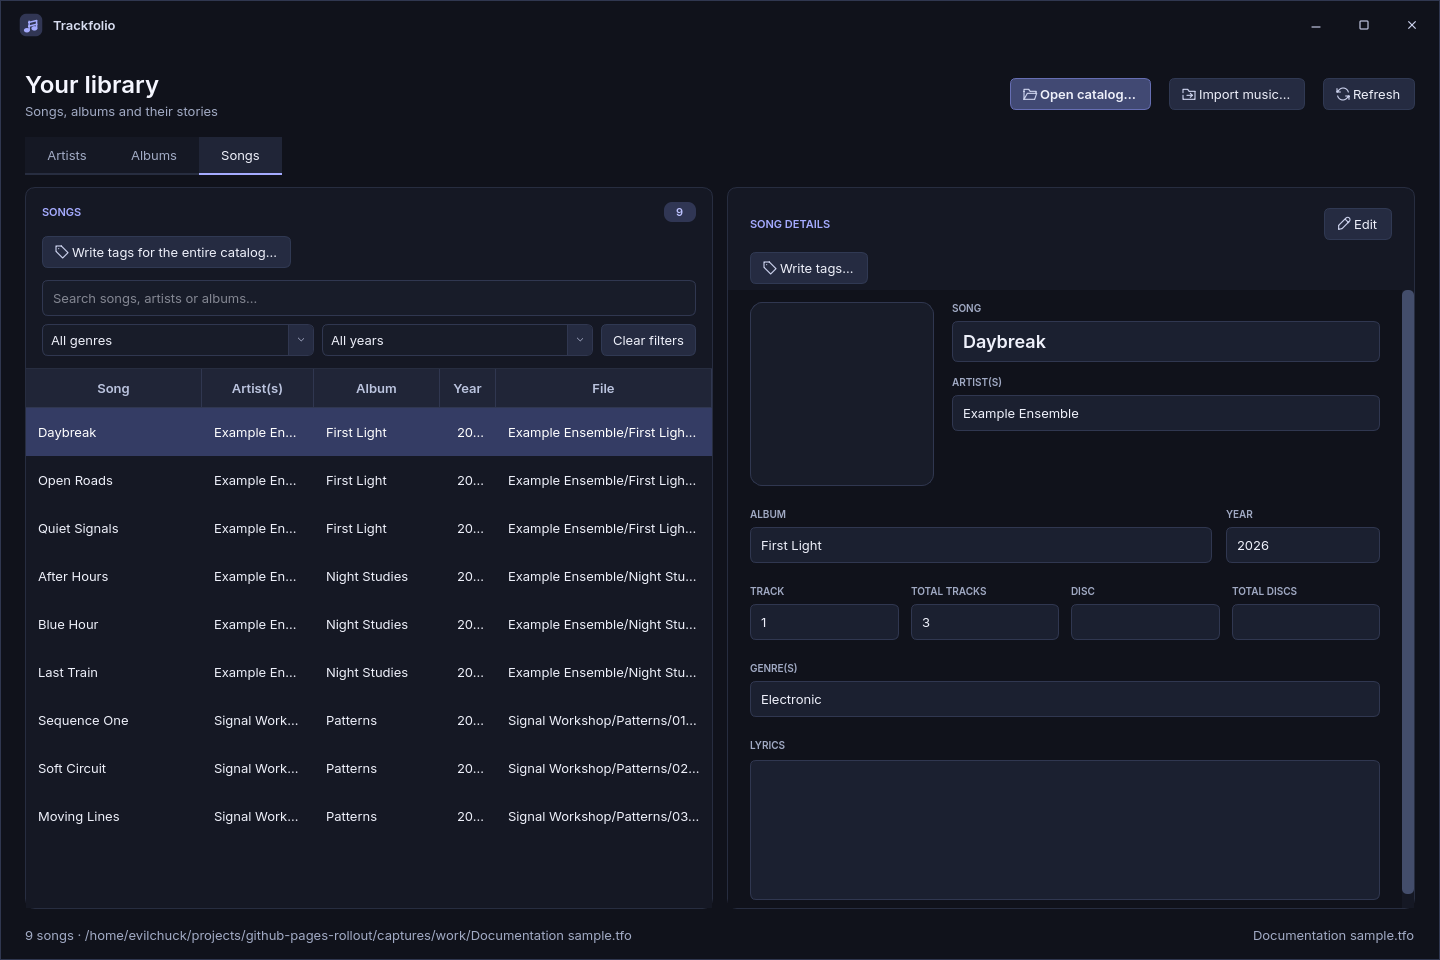 Trackfolio
Your library
Songs, albums and their stories
Open catalog...
Import music...
Refresh
Artists
Albums
Songs
SONGS
9
Write tags for the entire catalog...
Search songs, artists or albums...
All genres
All years
Clear filters
Song Artist(s) Album Year File
Daybreak Example En... First Light 20... Example Ensemble/First Ligh...
Open Roads Example En... First Light 20... Example Ensemble/First Ligh...
Quiet Signals Example En... First Light 20... Example Ensemble/First Ligh...
After Hours Example En... Night Studies 20... Example Ensemble/Night Stu...
Blue Hour Example En... Night Studies 20... Example Ensemble/Night Stu...
Last Train Example En... Night Studies 20... Example Ensemble/Night Stu...
Sequence One Signal Work... Patterns 20... Signal Workshop/Patterns/01...
Soft Circuit Signal Work... Patterns 20... Signal Workshop/Patterns/02...
Moving Lines Signal Work... Patterns 20... Signal Workshop/Patterns/03...
SONG DETAILS
Edit
Write tags...
SONG
Daybreak
ARTIST(S)
Example Ensemble
ALBUM YEAR
First Light 2026
TRACK TOTAL TRACKS DISC TOTAL DISCS
1 3
GENRE(S)
Electronic
LYRICS
9 songs · /home/evilchuck/projects/github-pages-rollout/captures/work/Documentation sample.tfo
Documentation sample.tfo